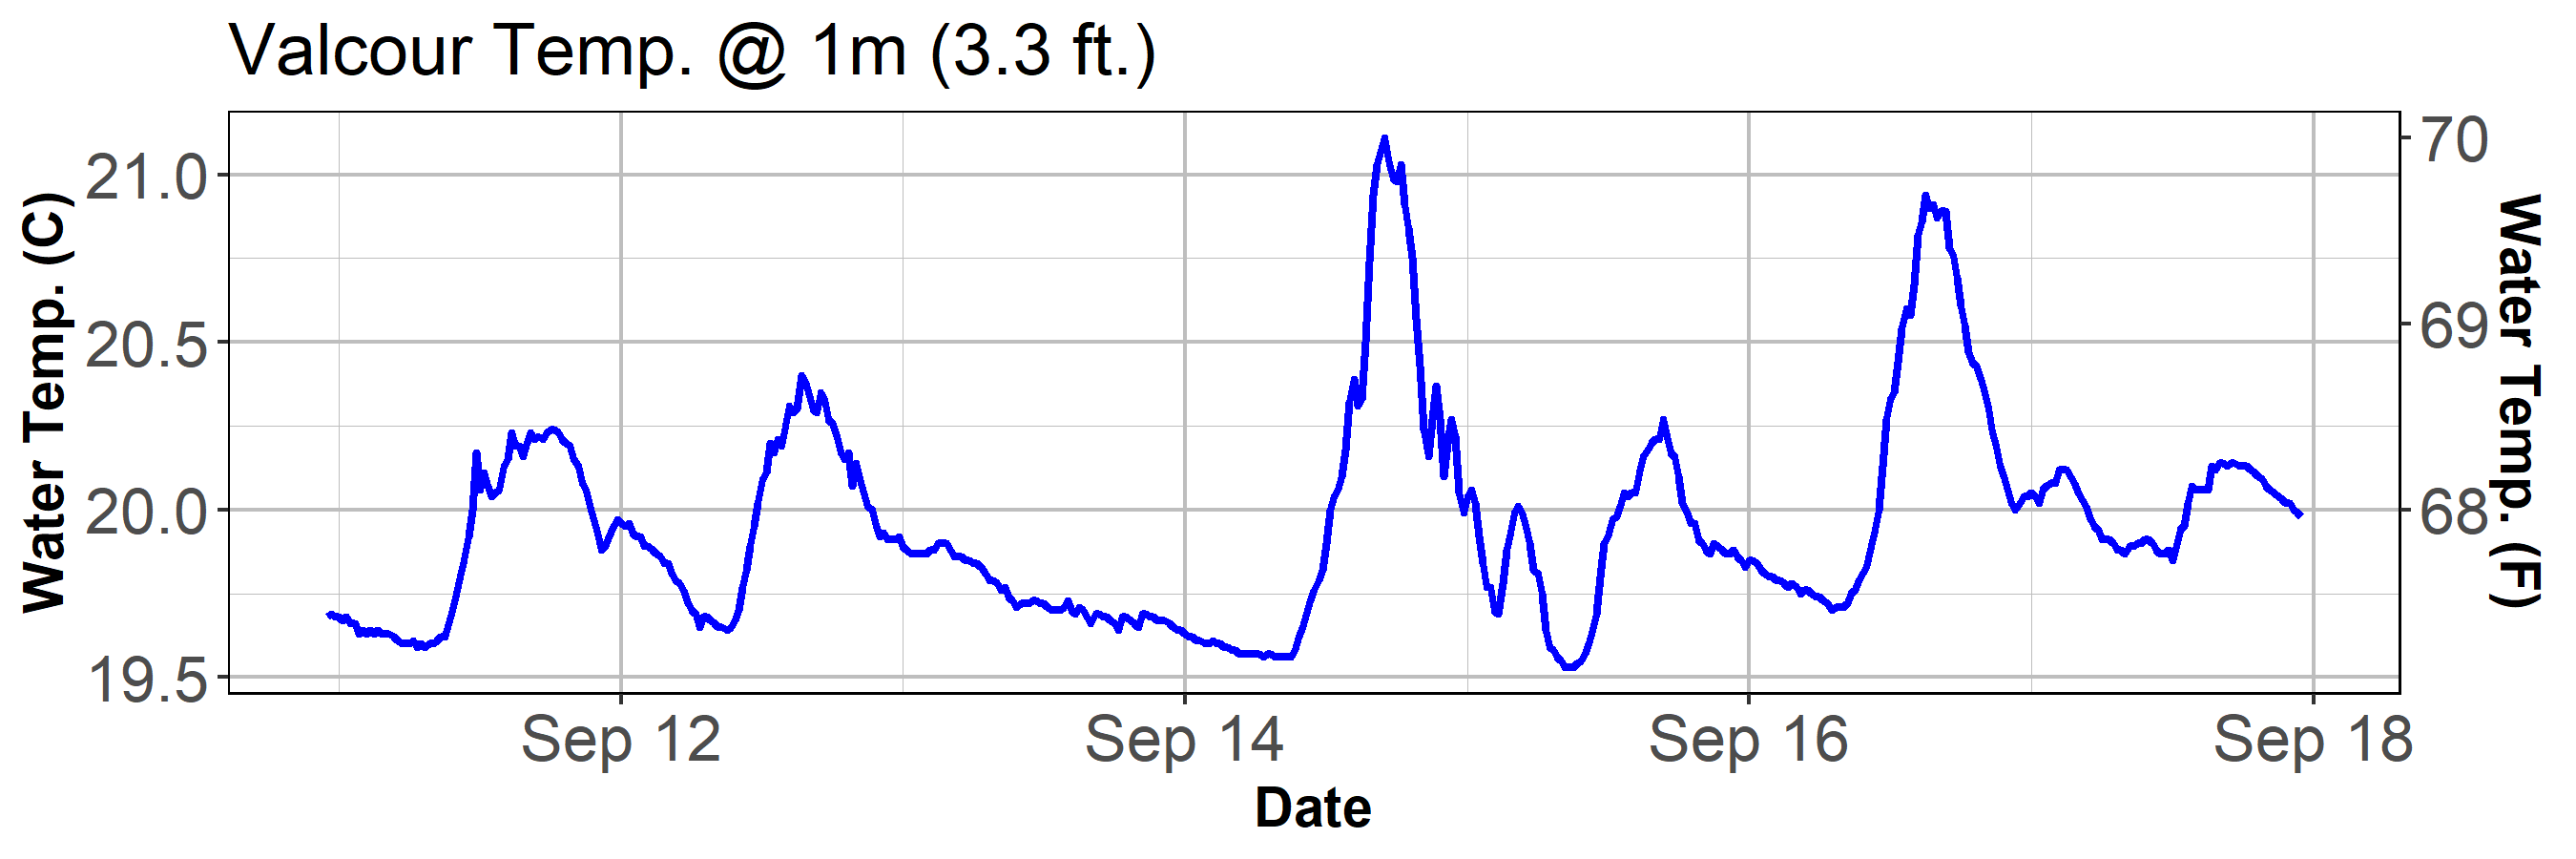 Valcour Temp. @ 1m (3.3 ft.)
Water Temp. (C)
21.0
20.5
20.0
19.5
70
69
68
Water Temp. (F)
Sep 12 Sep 14 Sep 16 Sep 18
Date